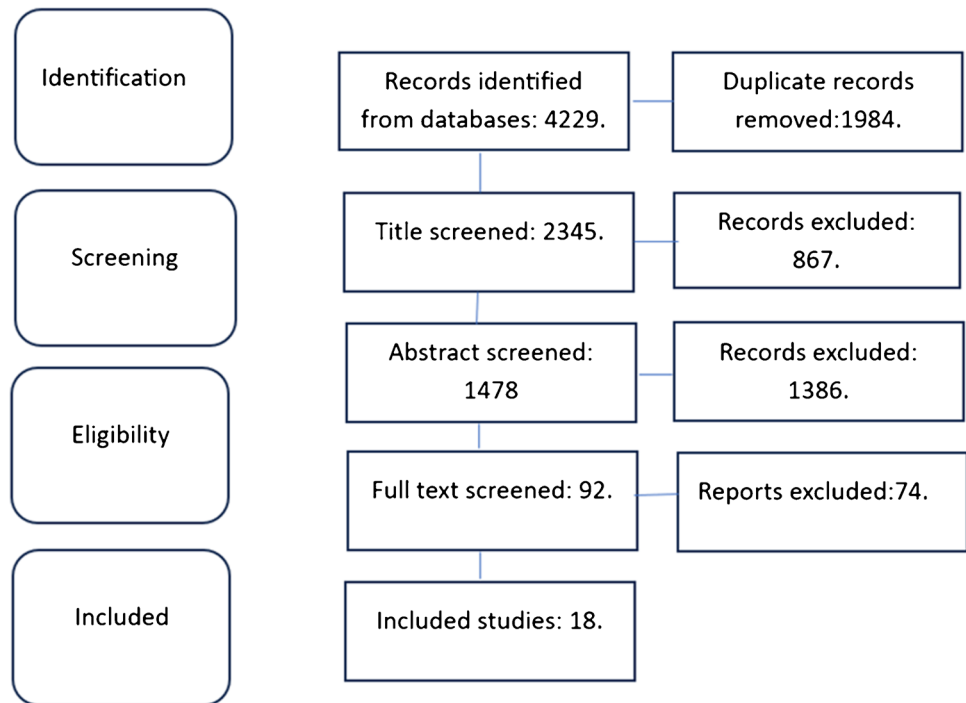 Identification
Records identified
from databases: 4229.
Duplicate records
removed:1984.
Screening
Title screened: 2345.
Records excluded:
867.
Abstract screened:
1478
Records excluded:
1386.
Eligibility
Full text screened: 92.
Reports excluded:74.
Included
Included studies: 18.